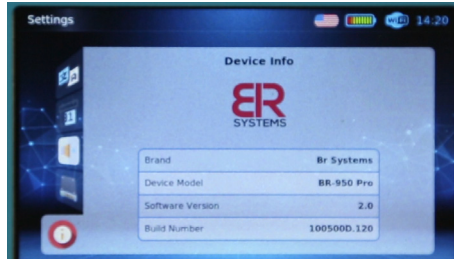 Settings
WiFi 14:20
Device Info
BR
SYSTEMS
Brand Br Systems
Device Model BR-950 Pro
Software Version 2.0
Build Number 100500D.120